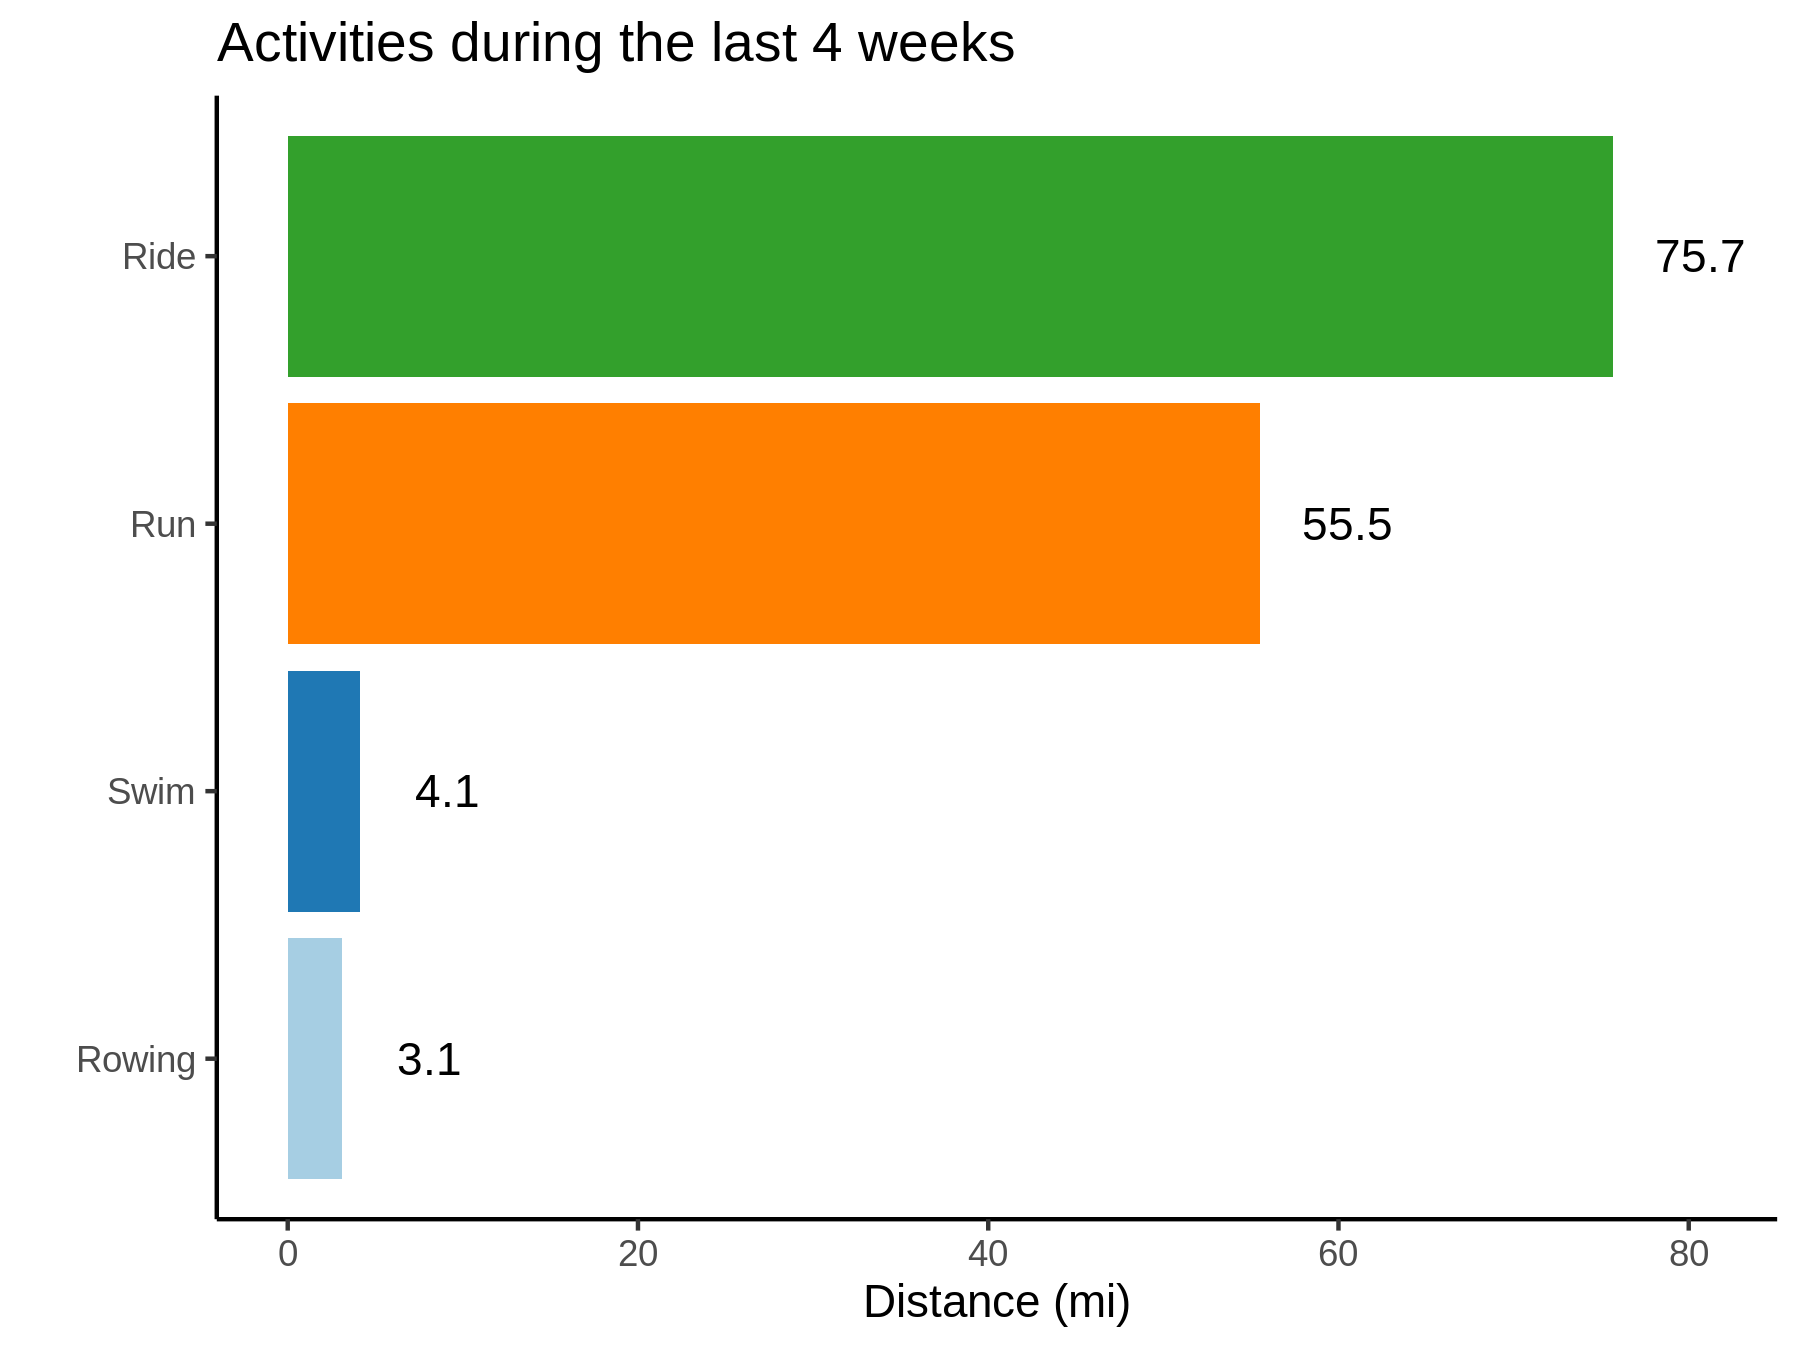 Activities during the last 4 weeks
Ride
75.7
Run
55.5
Swim
4.1
Rowing
3.1
0 20 40 60 80
Distance (mi)